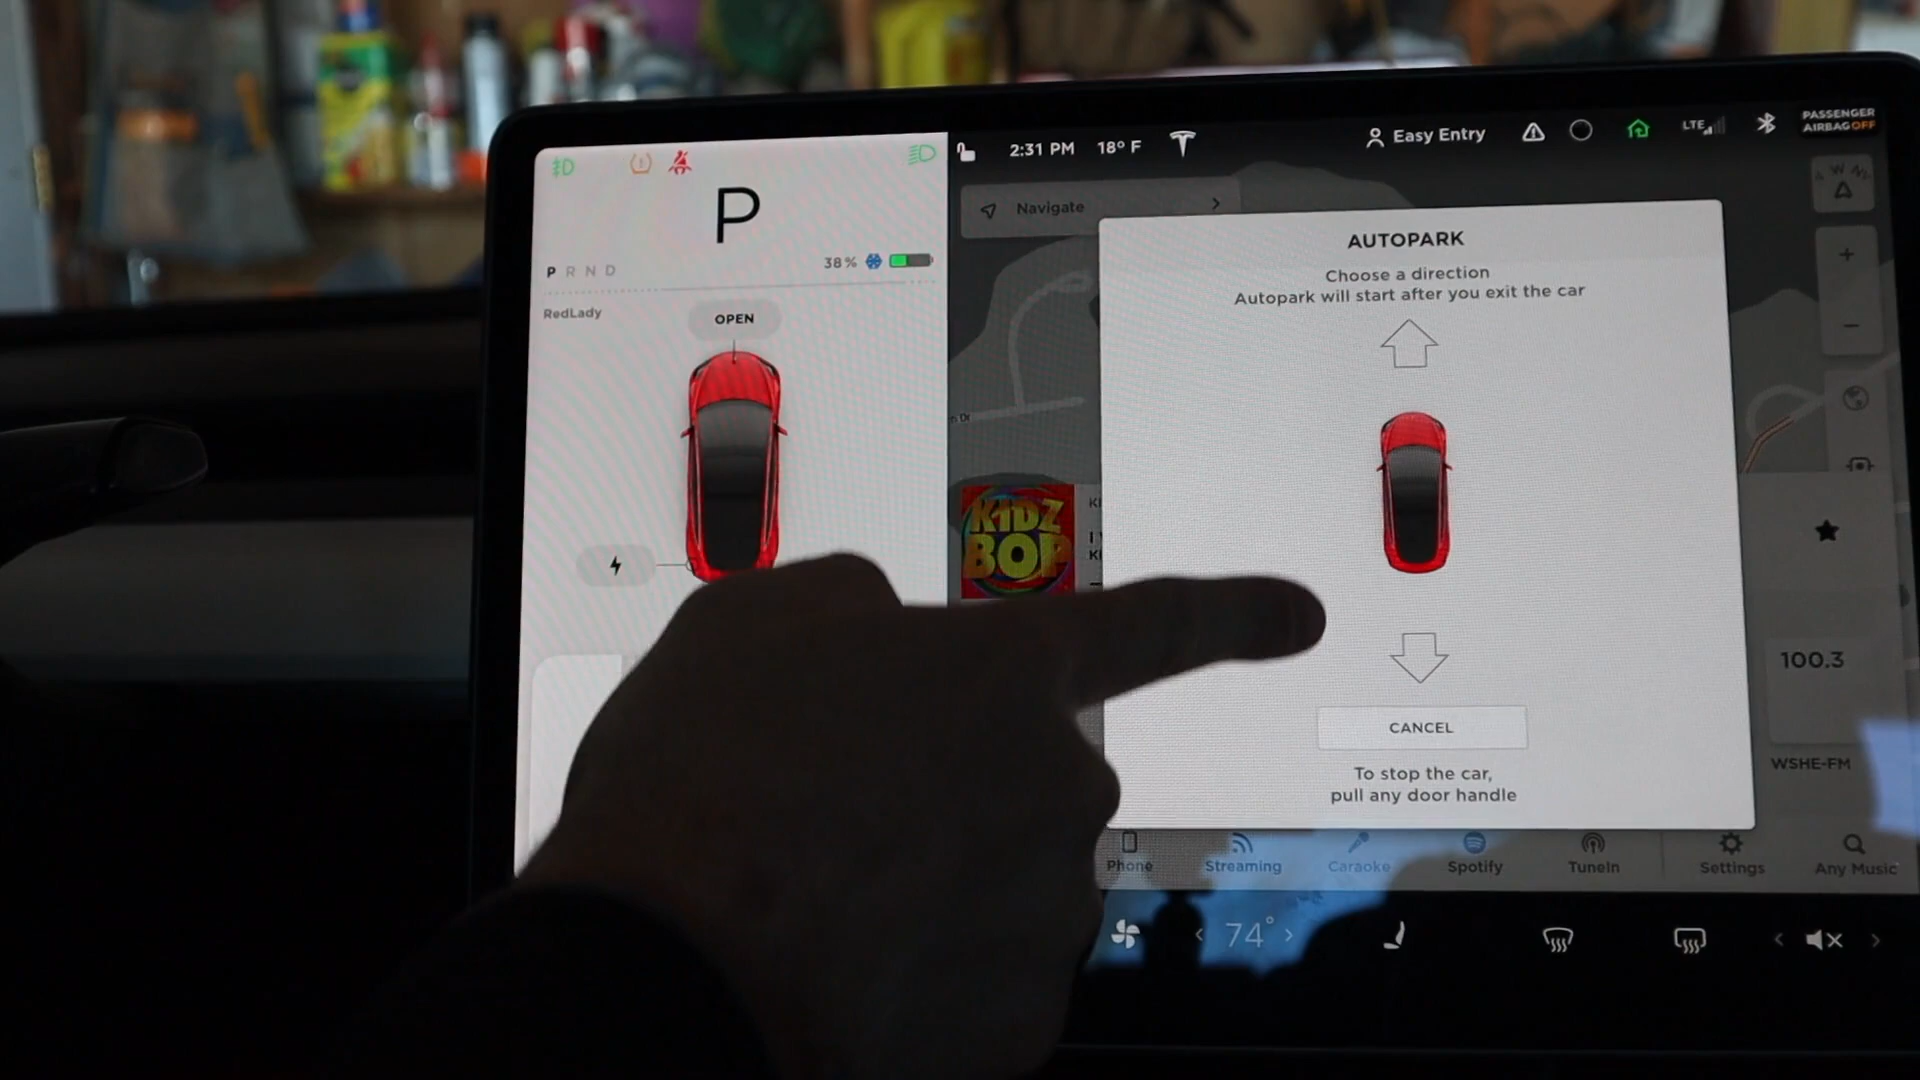 P
P R N D
38%
RedLady
OPEN
2:31 PM
18° F
Easy Entry
LTE
PASSENGER
AIRBAG OFF
Navigate
AUTOPARK
Choose a direction
Autopark will start after you exit the car
CANCEL
To stop the car,
pull any door handle
KIDZ
BOP
100.3
WSHE-FM
Phone
Streaming
Caraoke
Spotify
TuneIn
Settings
Any Music
74°